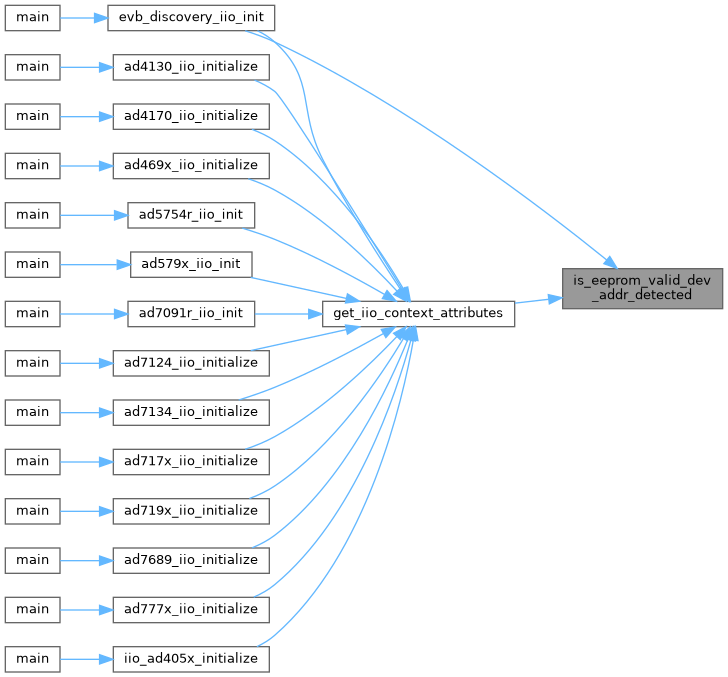 main
evb_discovery_iio_init
main
ad4130_iio_initialize
main
ad4170_iio_initialize
main
ad469x_iio_initialize
main
ad5754r_iio_init
main
ad579x_iio_init
main
ad7091r_iio_init
main
ad7124_iio_initialize
main
ad7134_iio_initialize
main
ad717x_iio_initialize
main
ad719x_iio_initialize
main
ad7689_iio_initialize
main
ad777x_iio_initialize
main
iio_ad405x_initialize
get_iio_context_attributes
is_eeprom_valid_dev
_addr_detected